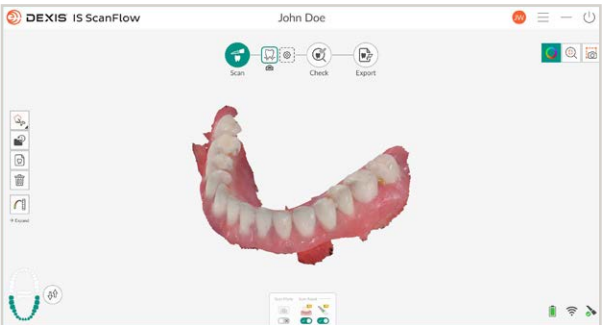 DEXIS IS ScanFlow
John Doe
JW
Scan
Check
Export
Expand